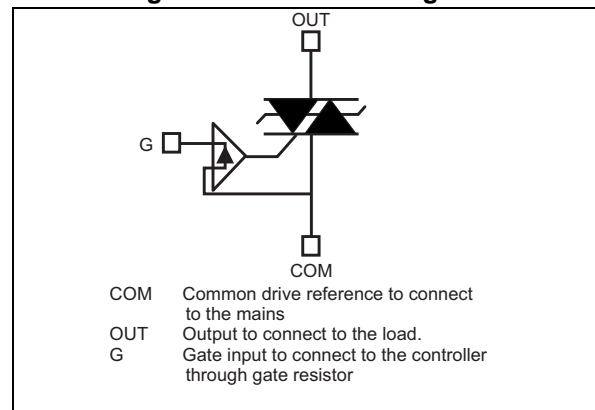 OUT
G
COM
COM Common drive reference to connect
to the mains
OUT Output to connect to the load.
G Gate input to connect to the controller
through gate resistor